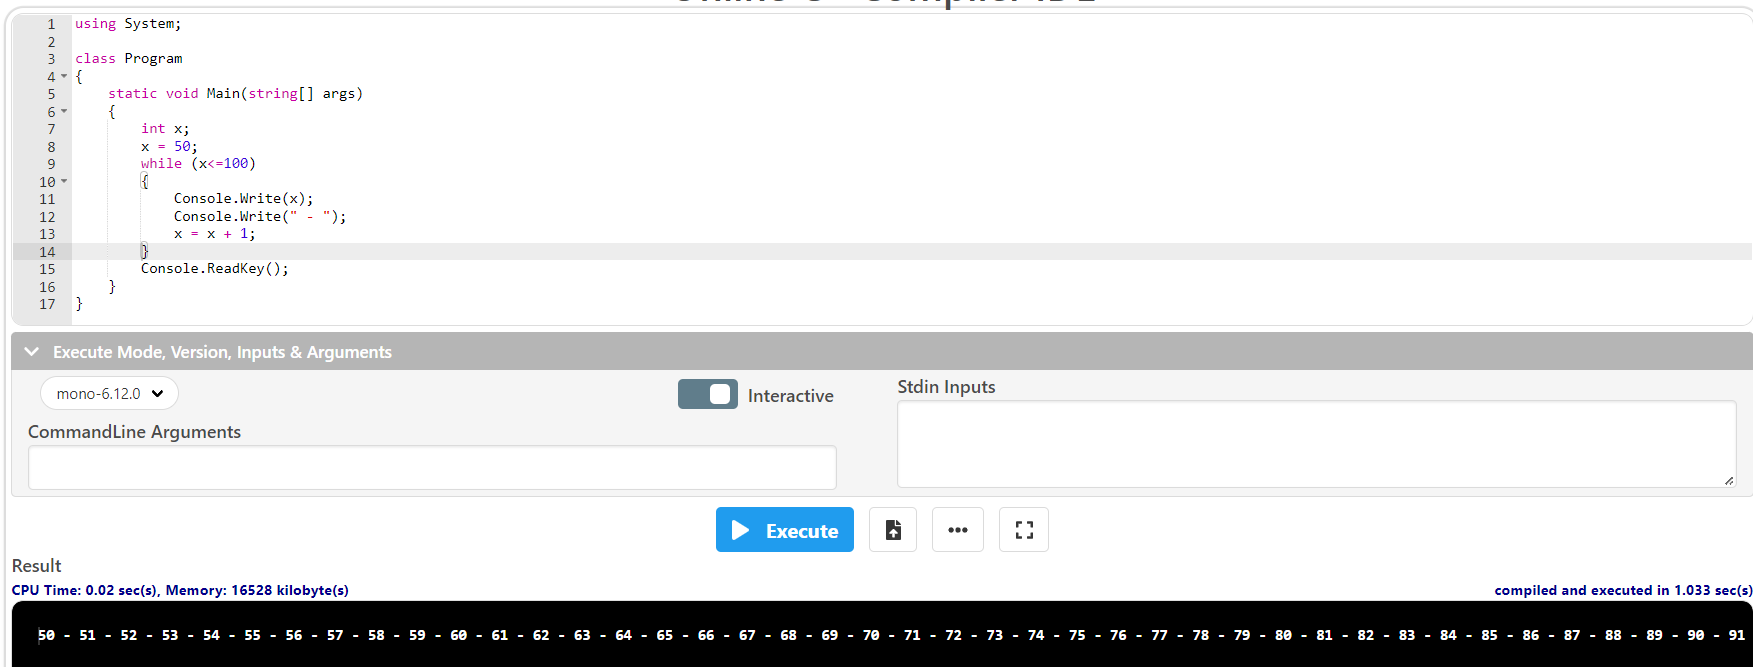 1 using System;
2
3 class Program
4 {
5 static void Main(string[] args)
6 {
7 int x;
8 x = 50;
9 while (x<=100)
10 {
11 Console.Write(x);
12 Console.Write(" - ");
13 x = x + 1;
14 }
15 Console.ReadKey();
16 }
17 }
Execute Mode, Version, Inputs & Arguments
mono-6.12.0
Interactive
Stdin Inputs
CommandLine Arguments
Execute
Result
CPU Time: 0.02 sec(s), Memory: 16528 kilobyte(s)
compiled and executed in 1.033 sec(s)
50 - 51 - 52 - 53 - 54 - 55 - 56 - 57 - 58 - 59 - 60 - 61 - 62 - 63 - 64 - 65 - 66 - 67 - 68 - 69 - 70 - 71 - 72 - 73 - 74 - 75 - 76 - 77 - 78 - 79 - 80 - 81 - 82 - 83 - 84 - 85 - 86 - 87 - 88 - 89 - 90 - 91